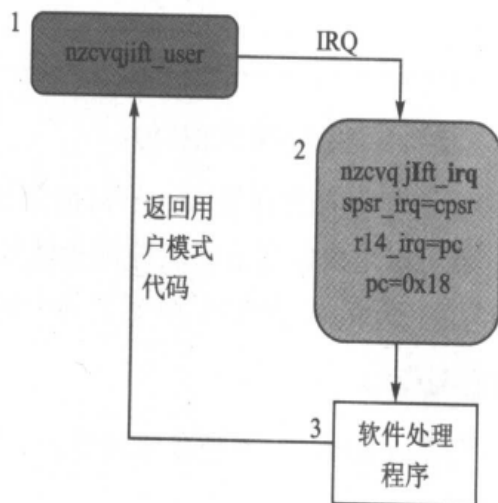 1
nzcvqjift_user
IRQ
2
nzcvq jIft_irq
spsr_irq=cpsr
r14_irq=pc
pc=0x18
返回用
户模式
代码
3
软件处理
程序